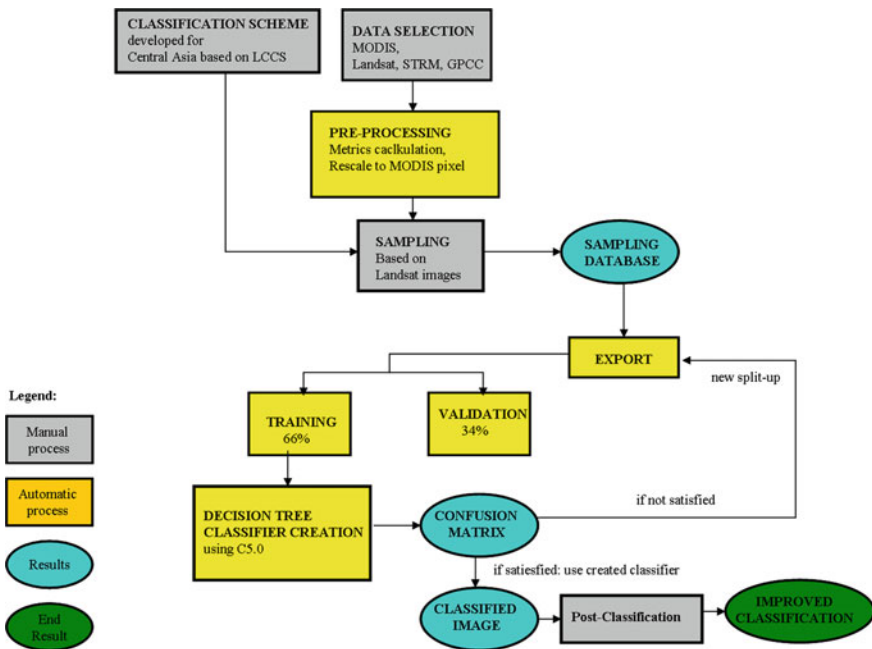 CLASSIFICATION SCHEME
developed for
Central Asia based on LCCS
DATA SELECTION
MODIS,
Landsat, STRM, GPCC
PRE-PROCESSING
Metrics caclkulation,
Rescale to MODIS pixel
SAMPLING
Based on
Landsat images
SAMPLING
DATABASE
EXPORT
new split-up
TRAINING
66%
VALIDATION
34%
Legend:
Manual
process
Automatic
process
Results
End
Result
DECISION TREE
CLASSIFIER CREATION
using C5.0
CONFUSION
MATRIX
if not satisfied
if satiesfied: use created classifier
CLASSIFIED
IMAGE
Post-Classification
IMPROVED
CLASSIFICATION